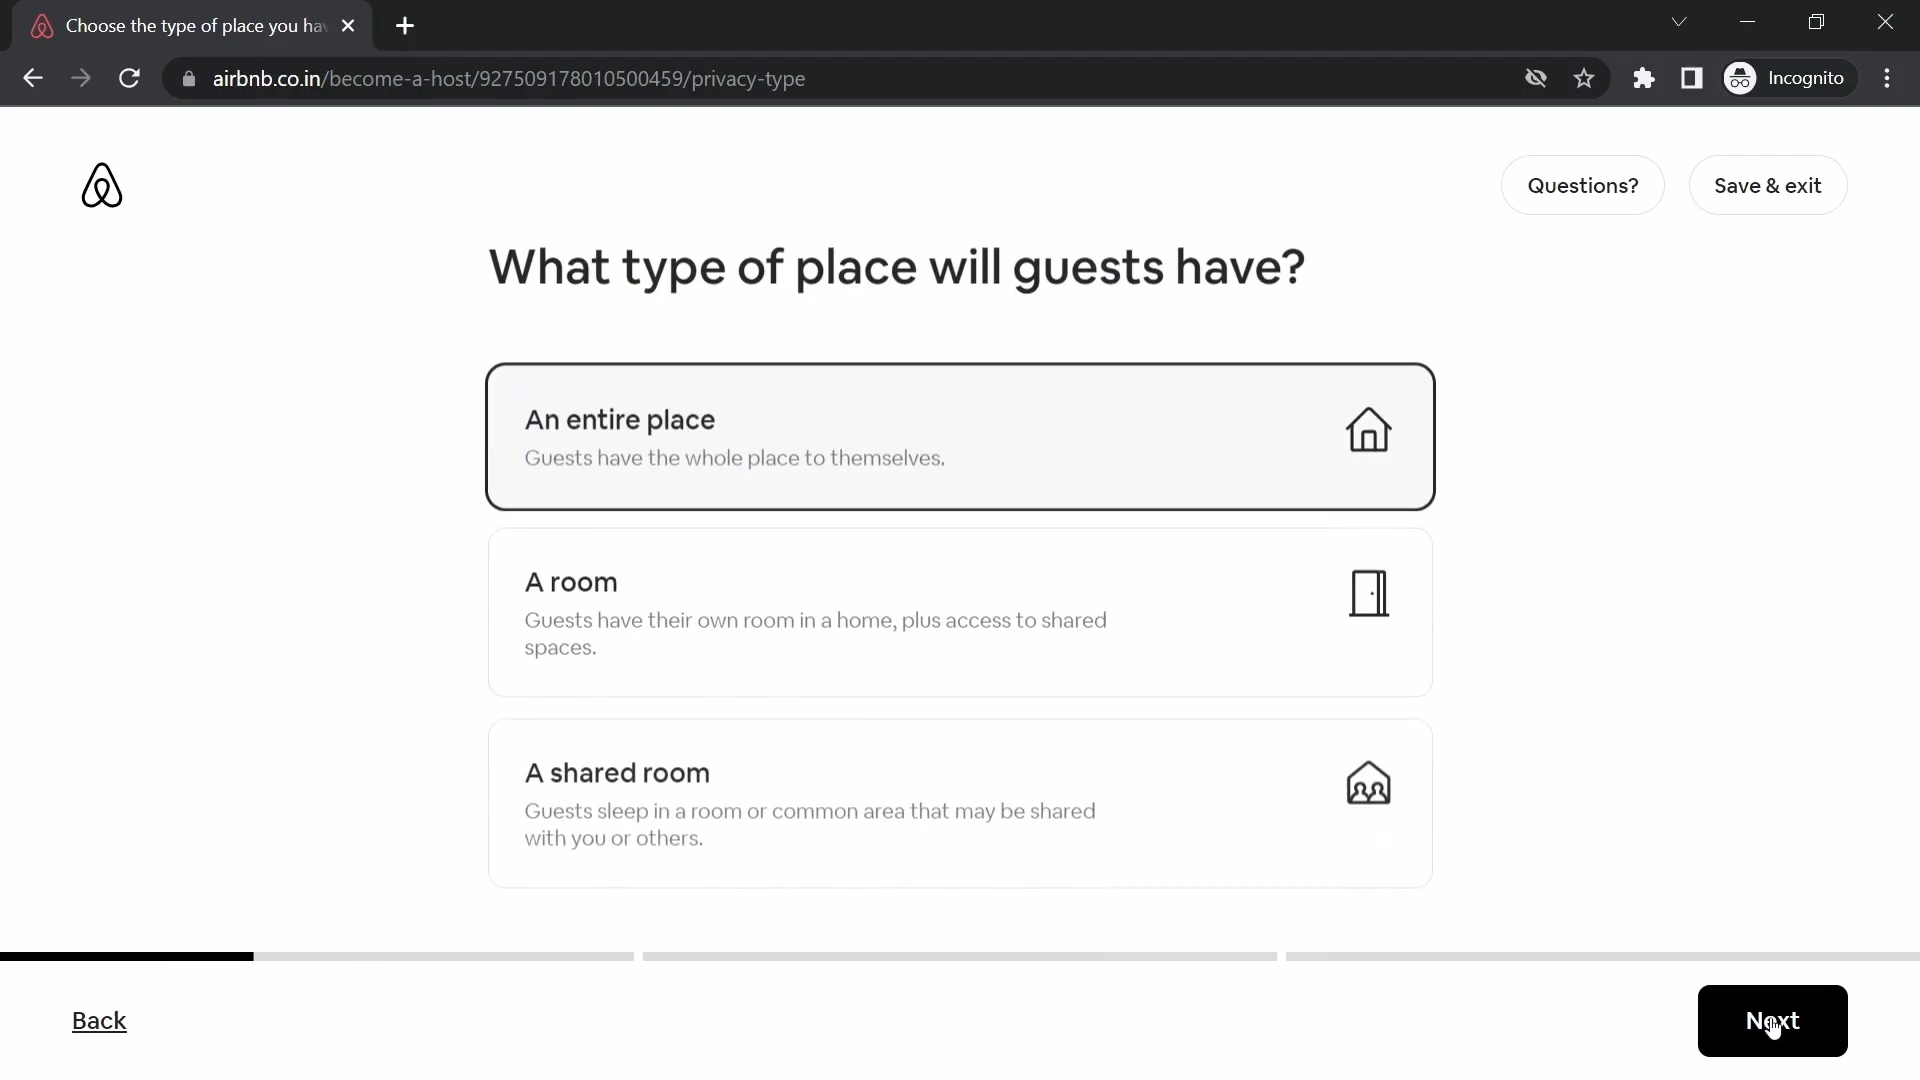 Choose the type of place you ha
airbnb.co.in/become-a-host/927509178010500459/privacy-type
Incognito
Questions?
Save & exit
What type of place will guests have?
An entire place
Guests have the whole place to themselves.
A room
Guests have their own room in a home, plus access to shared
spaces.
A shared room
Guests sleep in a room or common area that may be shared
with you or others.
Back
Next